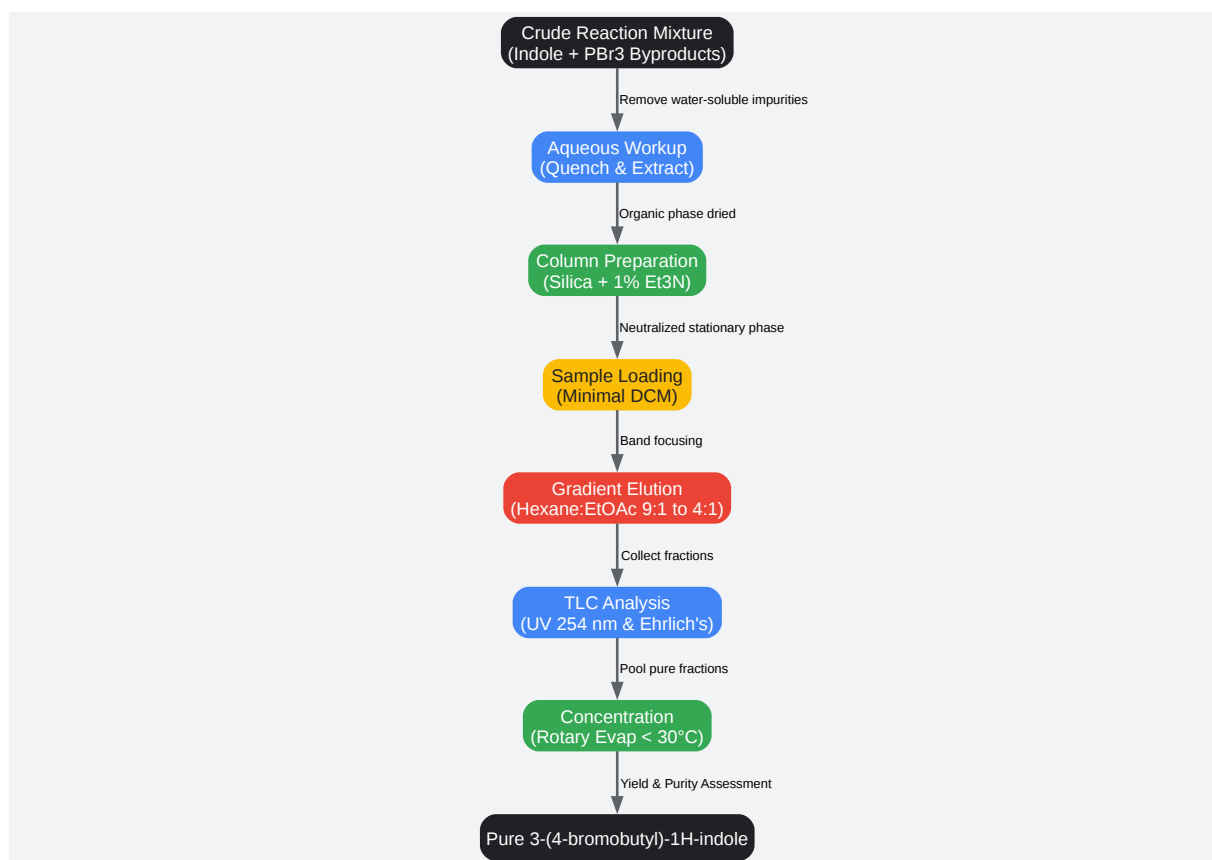 Crude Reaction Mixture
(Indole + PBr3 Byproducts)
Remove water-soluble impurities
Aqueous Workup
(Quench & Extract)
Organic phase dried
Column Preparation
(Silica + 1% Et3N)
Neutralized stationary phase
Sample Loading
(Minimal DCM)
Band focusing
Gradient Elution
(Hexane:EtOAc 9:1 to 4:1)
Collect fractions
TLC Analysis
(UV 254 nm & Ehrlich's)
Pool pure fractions
Concentration
(Rotary Evap < 30°C)
Yield & Purity Assessment
Pure 3-(4-bromobutyl)-1H-indole